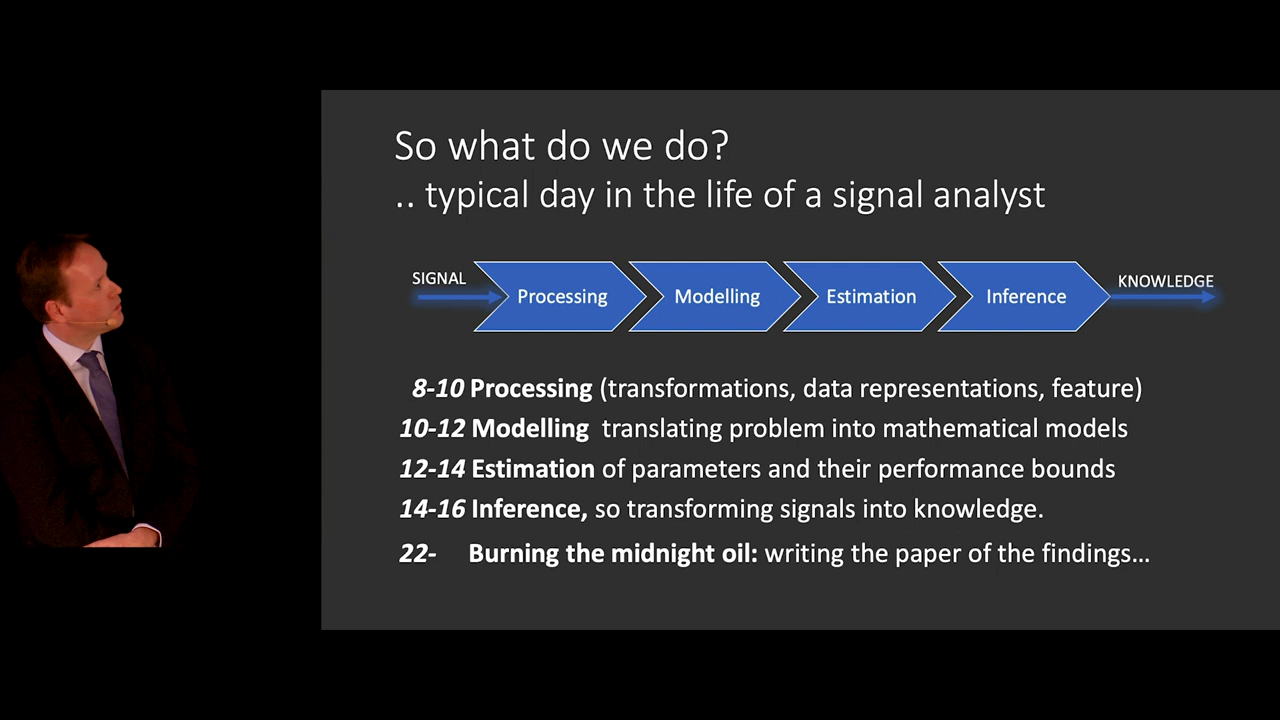 So what do we do?
.. typical day in the life of a signal analyst
SIGNAL
Processing
Modelling
Estimation
Inference
KNOWLEDGE
8-10 Processing (transformations, data representations, feature)
10-12 Modelling translating problem into mathematical models
12-14 Estimation of parameters and their performance bounds
14-16 Inference, so transforming signals into knowledge.
22- Burning the midnight oil: writing the paper of the findings…